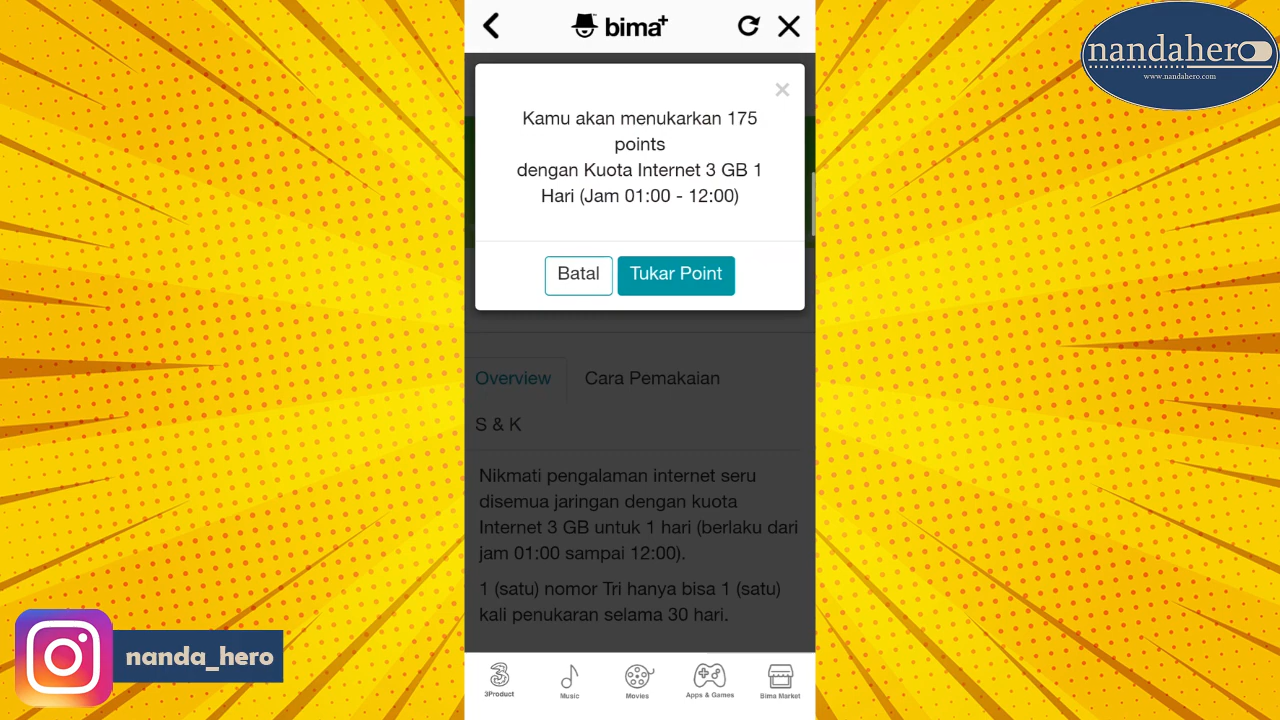 bima+
nandahero
www.nandahero.com
×
Kamu akan menukarkan 175
points
dengan Kuota Internet 3 GB 1
Hari (Jam 01:00 - 12:00)
Batal
Tukar Point
Overview
Cara Pemakaian
S & K
Nikmati pengalaman internet seru
disemua jaringan dengan kuota
Internet 3 GB untuk 1 hari (berlaku dari
jam 01:00 sampai 12:00).
1 (satu) nomor Tri hanya bisa 1 (satu)
kali penukaran selama 30 hari.
nanda_hero
3Product
Music
Movies
Apps & Games
Bima Market